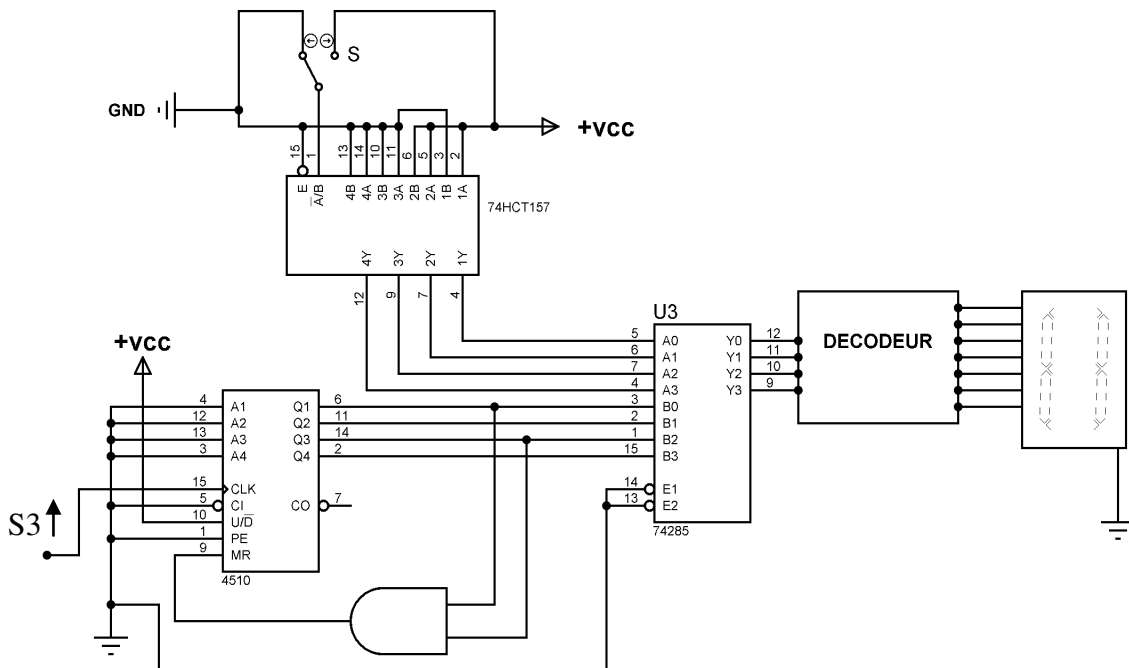 S
GND
+VCC
15 1 13 14 10 11 6 5 3 2
E A/B 4B 4A 3B 3A 2B 2A 1B 1A
74HCT157
4Y 3Y 2Y 1Y
12 9 7 4
U3
+VCC
5 A0 Y0 12
6 A1 Y1 11
7 A2 Y2 10
4 A3 Y3 9
3 B0
2 B1
1 B2
15 B3
14 E1
13 E2
74285
DECODEUR
4 A1 Q1 6
12 A2 Q2 11
13 A3 Q3 14
3 A4 Q4 2
15 CLK
5 CI CO 7
10 U/D
1 PE
9 MR
4510
S3